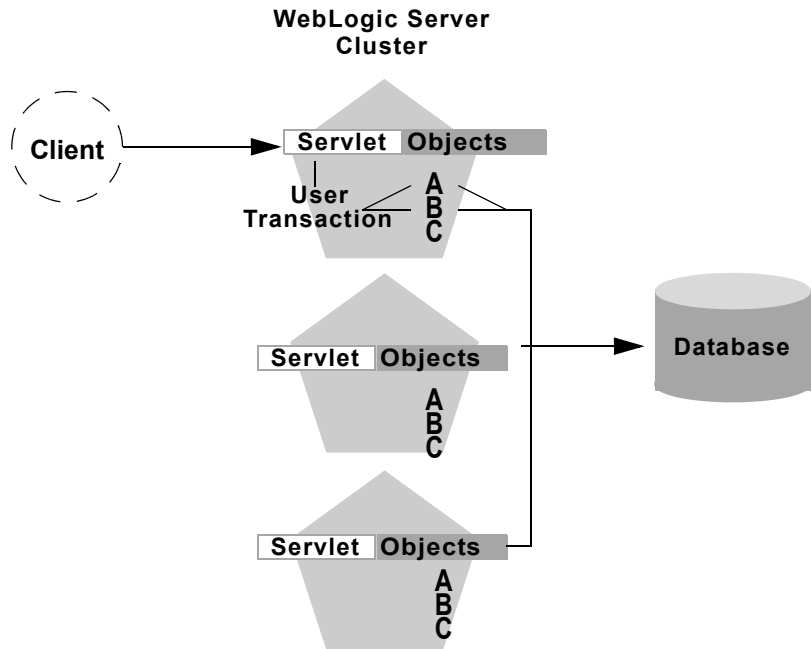 WebLogic Server
Cluster
Client
Servlet Objects
User
Transaction
A
B
C
Servlet Objects
A
B
C
Database
Servlet Objects
A
B
C